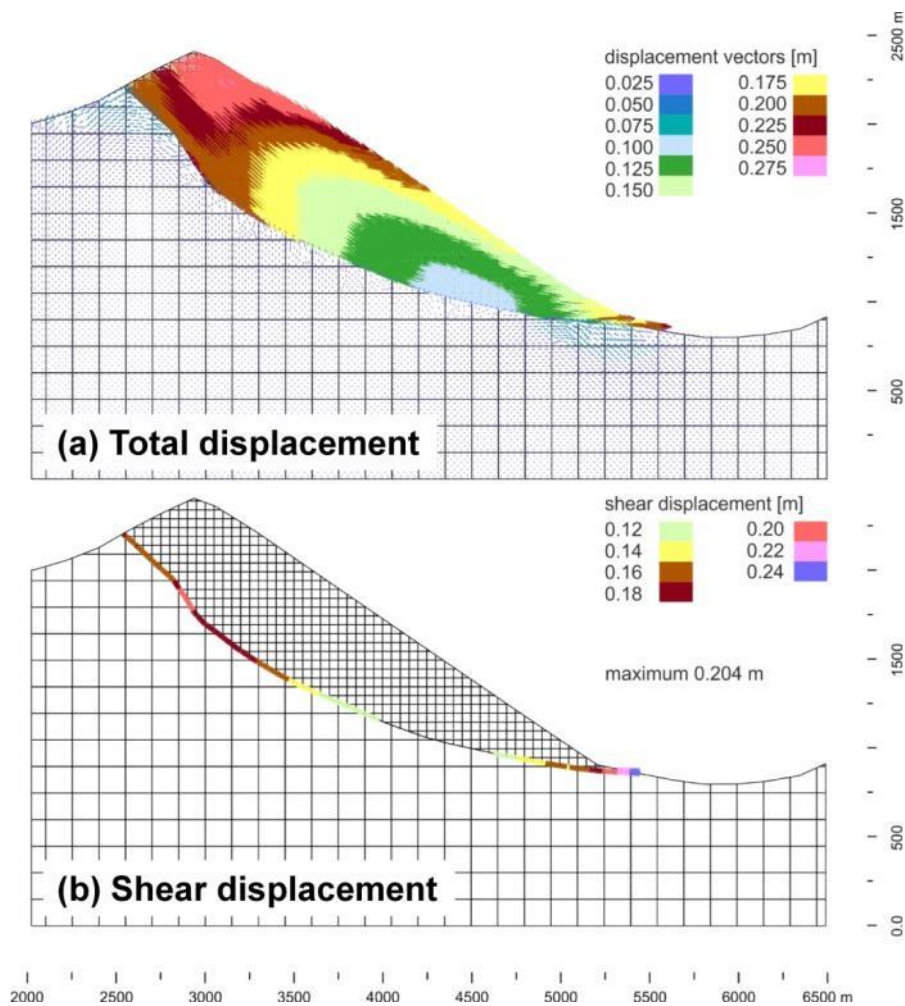 2500 m
displacement vectors [m]
0.025 0.175
0.050 0.200
0.075 0.225
0.100 0.250
0.125 0.275
0.150
1500
500
(a) Total displacement
shear displacement [m]
0.12 0.20
0.14 0.22
0.16 0.24
0.18
1500
maximum 0.204 m
500
(b) Shear displacement
0.0
2000 2500 3000 3500 4000 4500 5000 5500 6000 6500 m